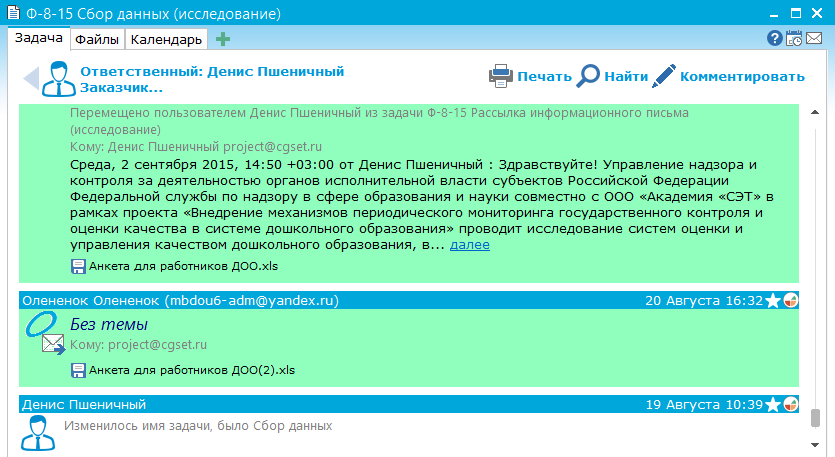 Ф-8-15 Сбор данных (исследование)
Задача Файлы Календарь
Ответственный: Денис Пшеничный
Заказчик...
Печать Найти Комментировать
Перемещено пользователем Денис Пшеничный из задачи Ф-8-15 Рассылка информационного письма
(исследование)
Кому: Денис Пшеничный project@cgset.ru
Среда, 2 сентября 2015, 14:50 +03:00 от Денис Пшеничный : Здравствуйте! Управление надзора и
контроля за деятельностью органов исполнительной власти субъектов Российской Федерации
Федеральной службы по надзору в сфере образования и науки совместно с ООО «Академия «СЭТ» в
рамках проекта «Внедрение механизмов периодического мониторинга государственного контроля и
оценки качества в системе дошкольного образования» проводит исследование систем оценки и
управления качеством дошкольного образования, в... далее
Анкета для работников ДОО.xls
Олененок Олененок (mbdou6-adm@yandex.ru) 20 Августа 16:32
Без темы
Кому: project@cgset.ru
Анкета для работников ДОО(2).xls
Денис Пшеничный 19 Августа 10:39
Изменилось имя задачи, было Сбор данных